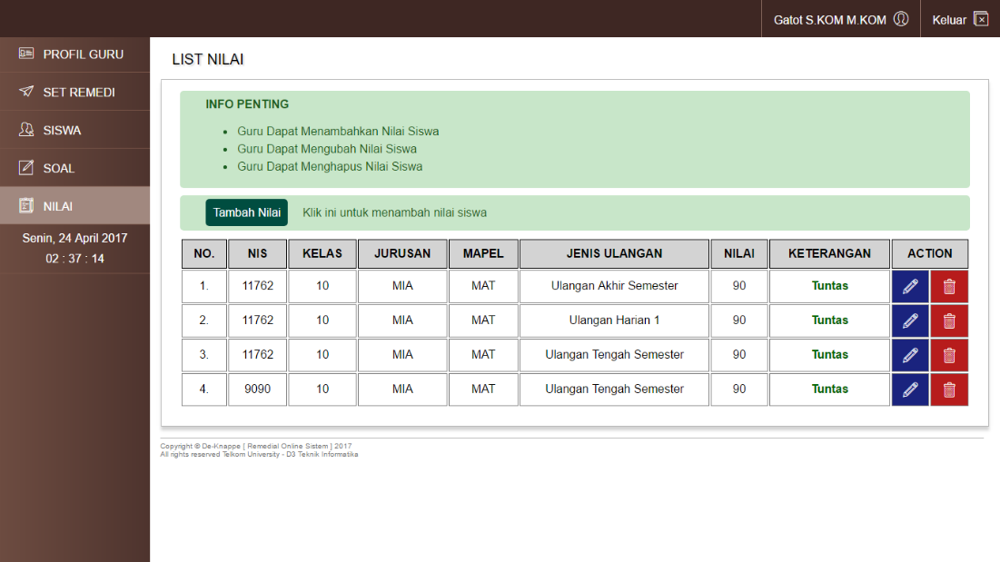 Gatot S.KOM M.KOM Keluar
PROFIL GURU
SET REMEDI
SISWA
SOAL
NILAI
Senin, 24 April 2017
02 : 37 : 14
LIST NILAI
INFO PENTING
• Guru Dapat Menambahkan Nilai Siswa
• Guru Dapat Mengubah Nilai Siswa
• Guru Dapat Menghapus Nilai Siswa
Tambah Nilai Klik ini untuk menambah nilai siswa
NO. NIS KELAS JURUSAN MAPEL JENIS ULANGAN NILAI KETERANGAN ACTION
1. 11762 10 MIA MAT Ulangan Akhir Semester 90 Tuntas
2. 11762 10 MIA MAT Ulangan Harian 1 90 Tuntas
3. 11762 10 MIA MAT Ulangan Tengah Semester 90 Tuntas
4. 9090 10 MIA MAT Ulangan Tengah Semester 90 Tuntas
Copyright © De-Knappe [ Remedial Online Sistem ] 2017
All rights reserved Telkom University - D3 Teknik Informatika